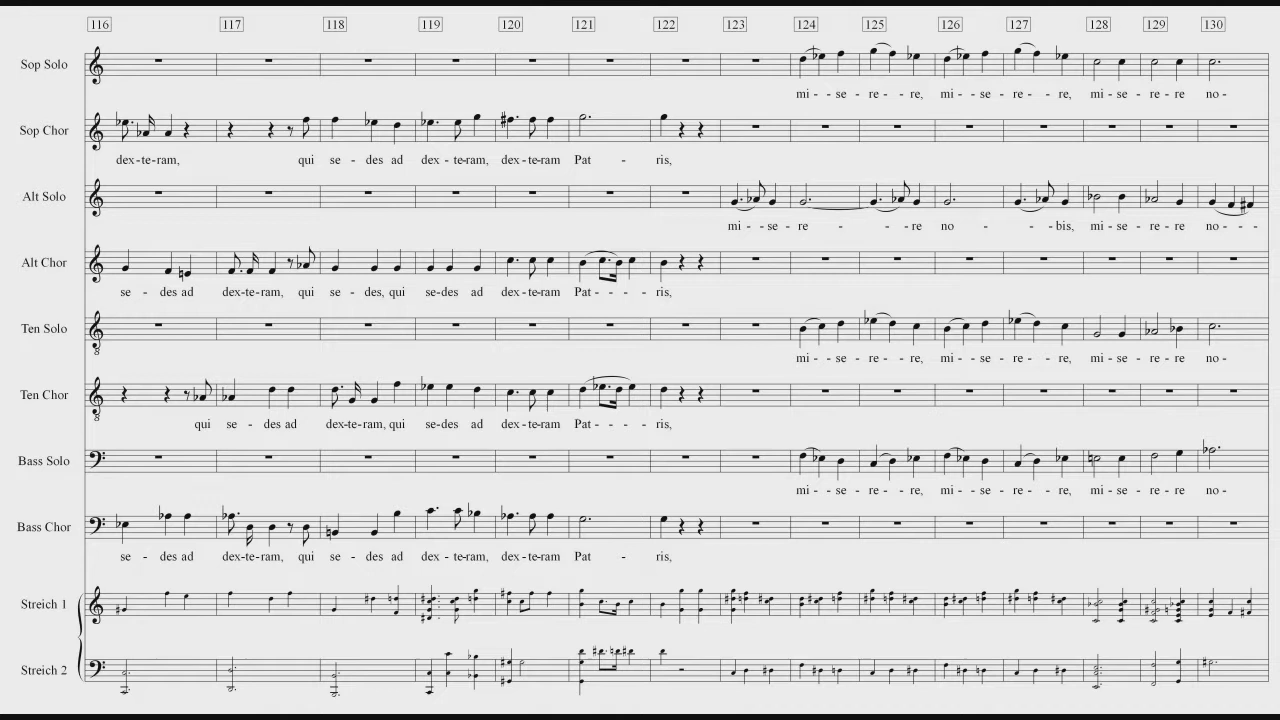 116 117 118 119 120 121 122 123 124 125 126 127 128 129 130
Sop Solo
mi - - se - - re - - re, mi - - se - re - - re, mi - se - re - re no -
Sop Chor
dex - te - ram, qui se - des ad dex - te - ram, dex - te - ram Pat - ris,
Alt Solo
mi - - se - re - - - re no - - - bis, mi - se - re - re no - - -
Alt Chor
se - des ad dex - te - ram, qui se - des, qui se - des ad dex - te - ram Pat - - - ris,
Ten Solo
mi - - se - re - - re, mi - - se - re - - re, mi - se - re - re no -
8
Ten Chor
qui se - des ad dex - te - ram, qui se - des ad dex - te - ram Pat - - - ris,
8
Bass Solo
mi - - se - re - - re, mi - - se - re - - re, mi - se - re - re no -
Bass Chor
se - des ad dex - te - ram, qui se - des ad dex - te - ram, dex - te - ram Pat - ris,
Streich 1
Streich 2